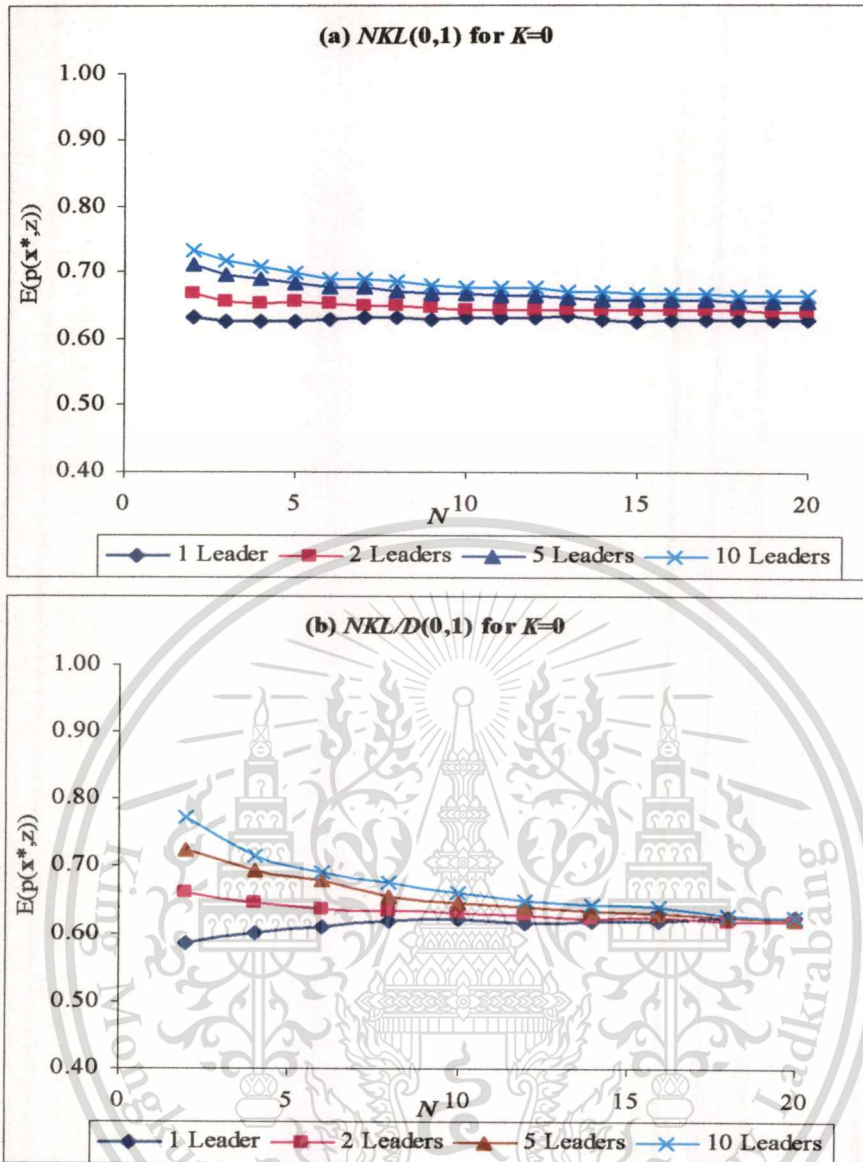 (a) NKL(0,1) for K=0
1.00
0.90
0.80
0.70
0.60
0.50
0.40
E(p(x*,z))
0 5 10 15 20
N
1 Leader 2 Leaders 5 Leaders 10 Leaders
(b) NKL/D(0,1) for K=0
1.00
0.90
0.80
0.70
0.60
0.50
0.40
E(p(x*,z))
0 5 10 15 20
N
1 Leader 2 Leaders 5 Leaders 10 Leaders
King Mongkut
Ladkrabang